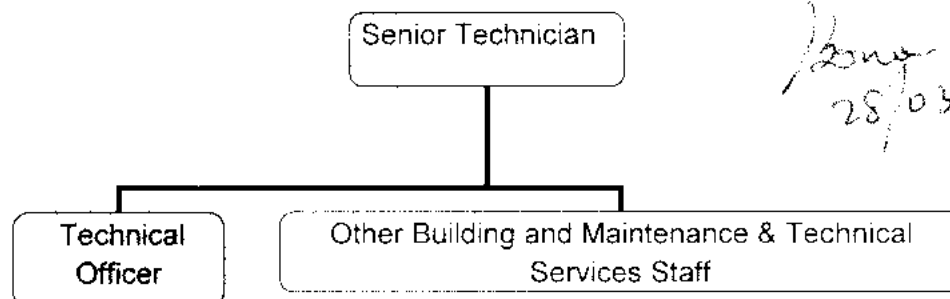 Senior Technician
28/03
Technical
Officer
Other Building and Maintenance & Technical
Services Staff